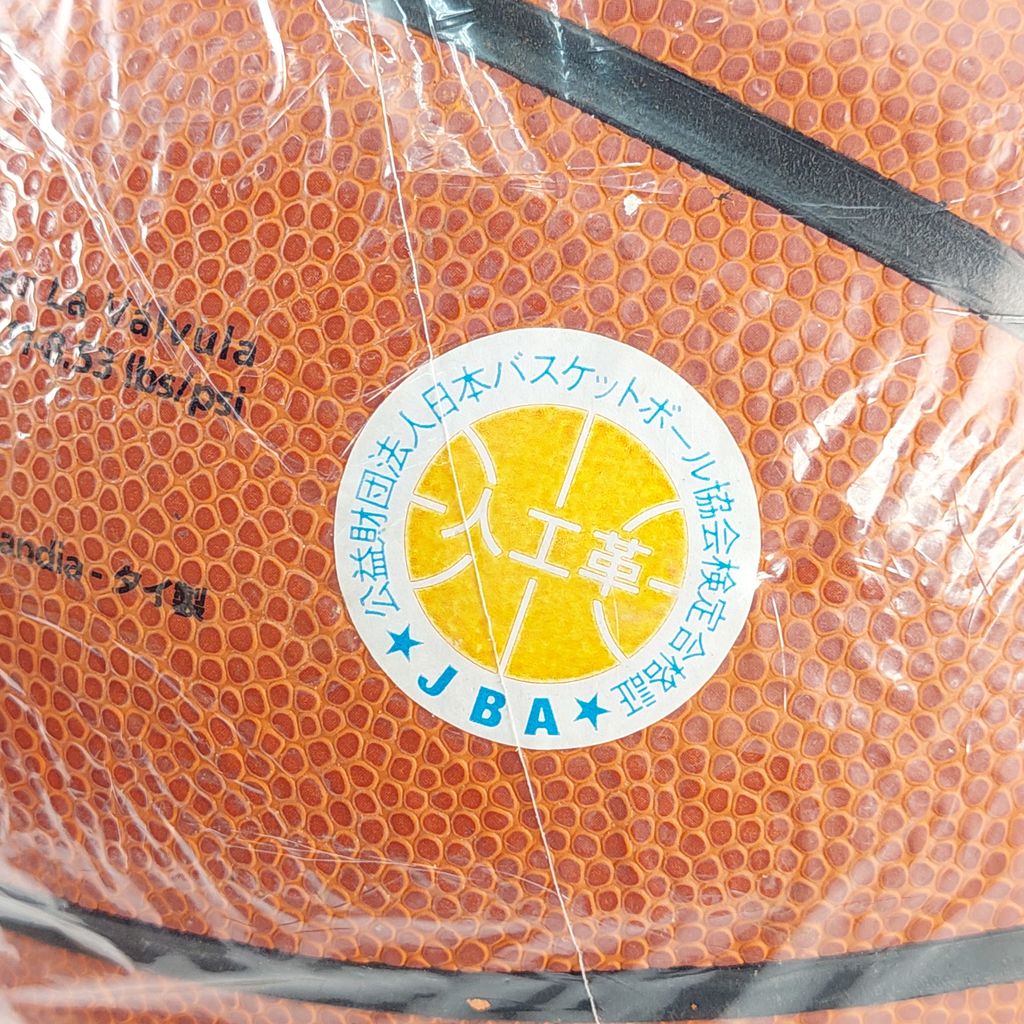 La Válvula
8.53 lbs/psi
andia - タイ製
公益財団法人日本バスケットボール協会検定合格証
人工革
★JBA★